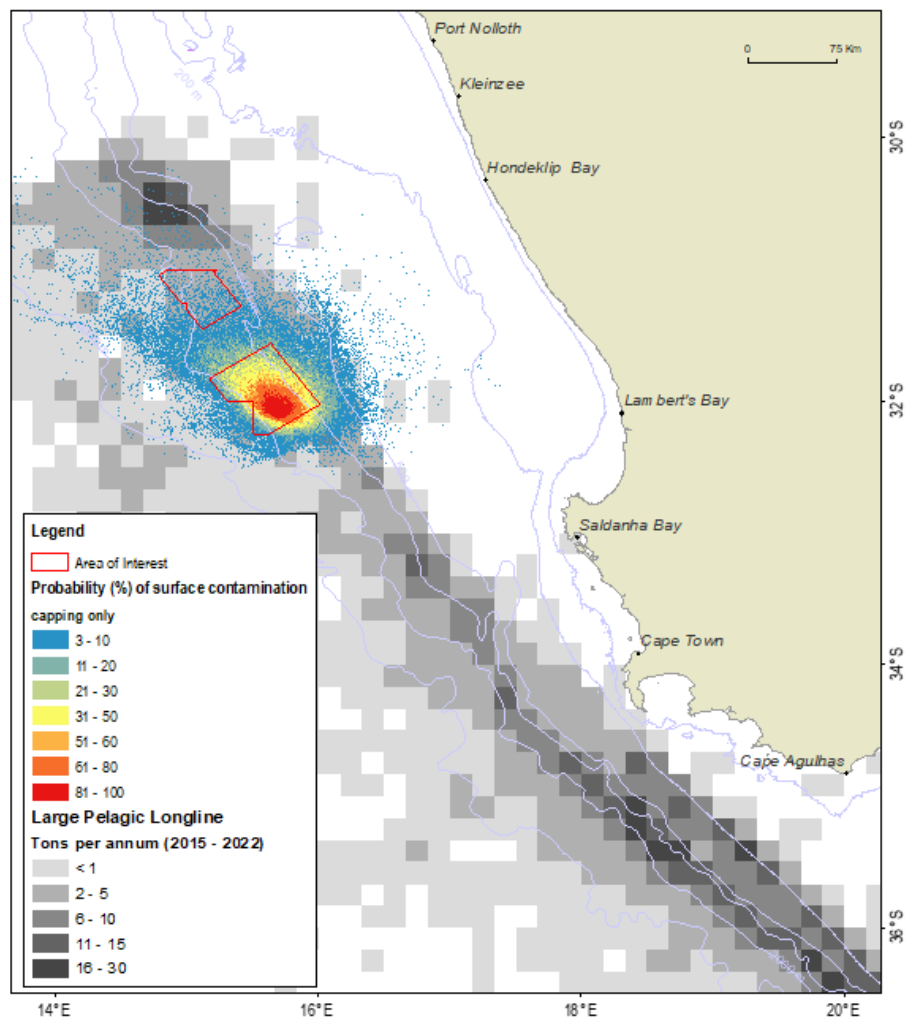 Port Nolloth
0 75 Km
Kleinzee
200 m
30°S
Hondeklip Bay
32°S
Lambert's Bay
Legend
Saldanha Bay
Area of Interest
Probability (%) of surface contamination
capping only
3 - 10
Cape Town
11 - 20
34°S
21 - 30
31 - 50
51 - 60
Cape Agulhas
61 - 80
81 - 100
Large Pelagic Longline
Tons per annum (2015 - 2022)
< 1
2 - 5
6 - 10
36°S
11 - 15
16 - 30
14°E 16°E 18°E 20°E